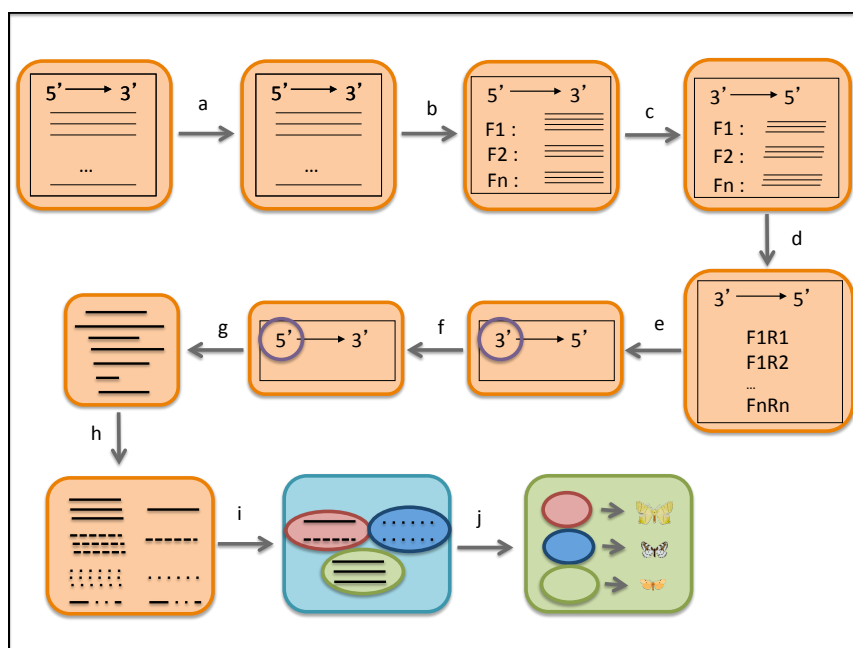 5’ 3’
...
a
5’ 3’
...
b
5’ 3’
F1 :
F2 :
Fn :
c
3’ 5’
F1 :
F2 :
Fn :
d
3’ 5’
F1R1
F1R2
...
FnRn
e
3’ 5’
f
5’ 3’
g
h
i
j